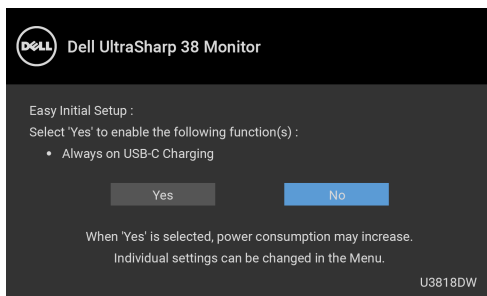 DELL
Dell UltraSharp 38 Monitor
Easy Initial Setup :
Select 'Yes' to enable the following function(s) :
• Always on USB-C Charging
Yes
No
When 'Yes' is selected, power consumption may increase.
Individual settings can be changed in the Menu.
U3818DW